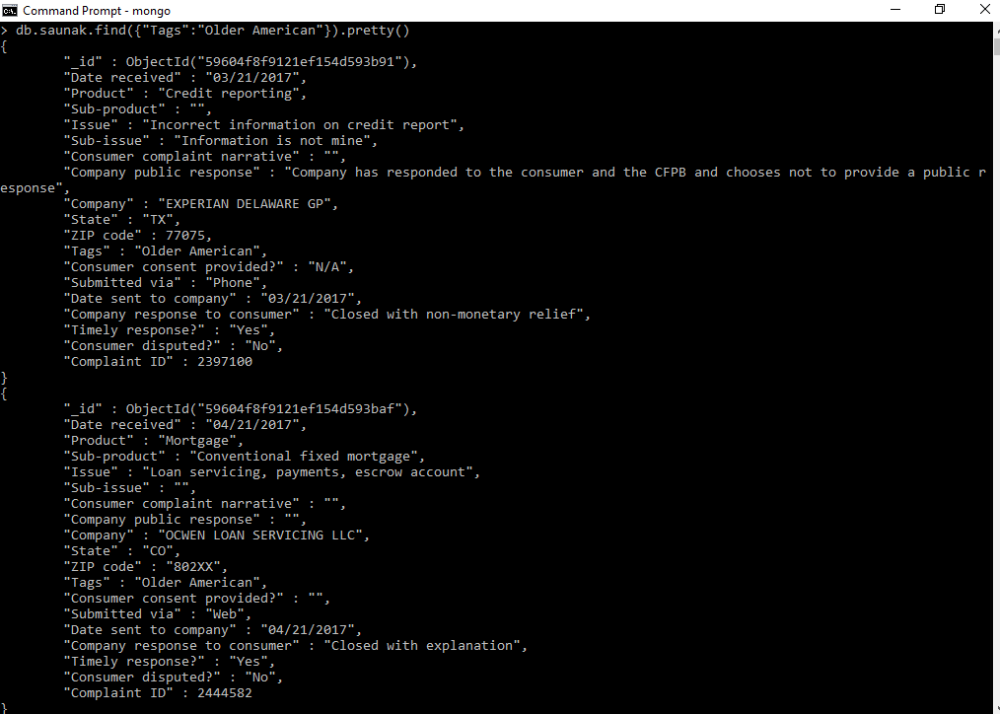 Command Prompt - mongo
> db.saunak.find({"Tags":"Older American"}).pretty()
{
"_id" : ObjectId("59604f8f9121ef154d593b91"),
"Date received" : "03/21/2017",
"Product" : "Credit reporting",
"Sub-product" : "",
"Issue" : "Incorrect information on credit report",
"Sub-issue" : "Information is not mine",
"Consumer complaint narrative" : "",
"Company public response" : "Company has responded to the consumer and the CFPB and chooses not to provide a public r
esponse",
"Company" : "EXPERIAN DELAWARE GP",
"State" : "TX",
"ZIP code" : 77075,
"Tags" : "Older American",
"Consumer consent provided?" : "N/A",
"Submitted via" : "Phone",
"Date sent to company" : "03/21/2017",
"Company response to consumer" : "Closed with non-monetary relief",
"Timely response?" : "Yes",
"Consumer disputed?" : "No",
"Complaint ID" : 2397100
}
{
"_id" : ObjectId("59604f8f9121ef154d593baf"),
"Date received" : "04/21/2017",
"Product" : "Mortgage",
"Sub-product" : "Conventional fixed mortgage",
"Issue" : "Loan servicing, payments, escrow account",
"Sub-issue" : "",
"Consumer complaint narrative" : "",
"Company public response" : "",
"Company" : "OCWEN LOAN SERVICING LLC",
"State" : "CO",
"ZIP code" : "802XX",
"Tags" : "Older American",
"Consumer consent provided?" : "",
"Submitted via" : "Web",
"Date sent to company" : "04/21/2017",
"Company response to consumer" : "Closed with explanation",
"Timely response?" : "Yes",
"Consumer disputed?" : "No",
"Complaint ID" : 2444582
}